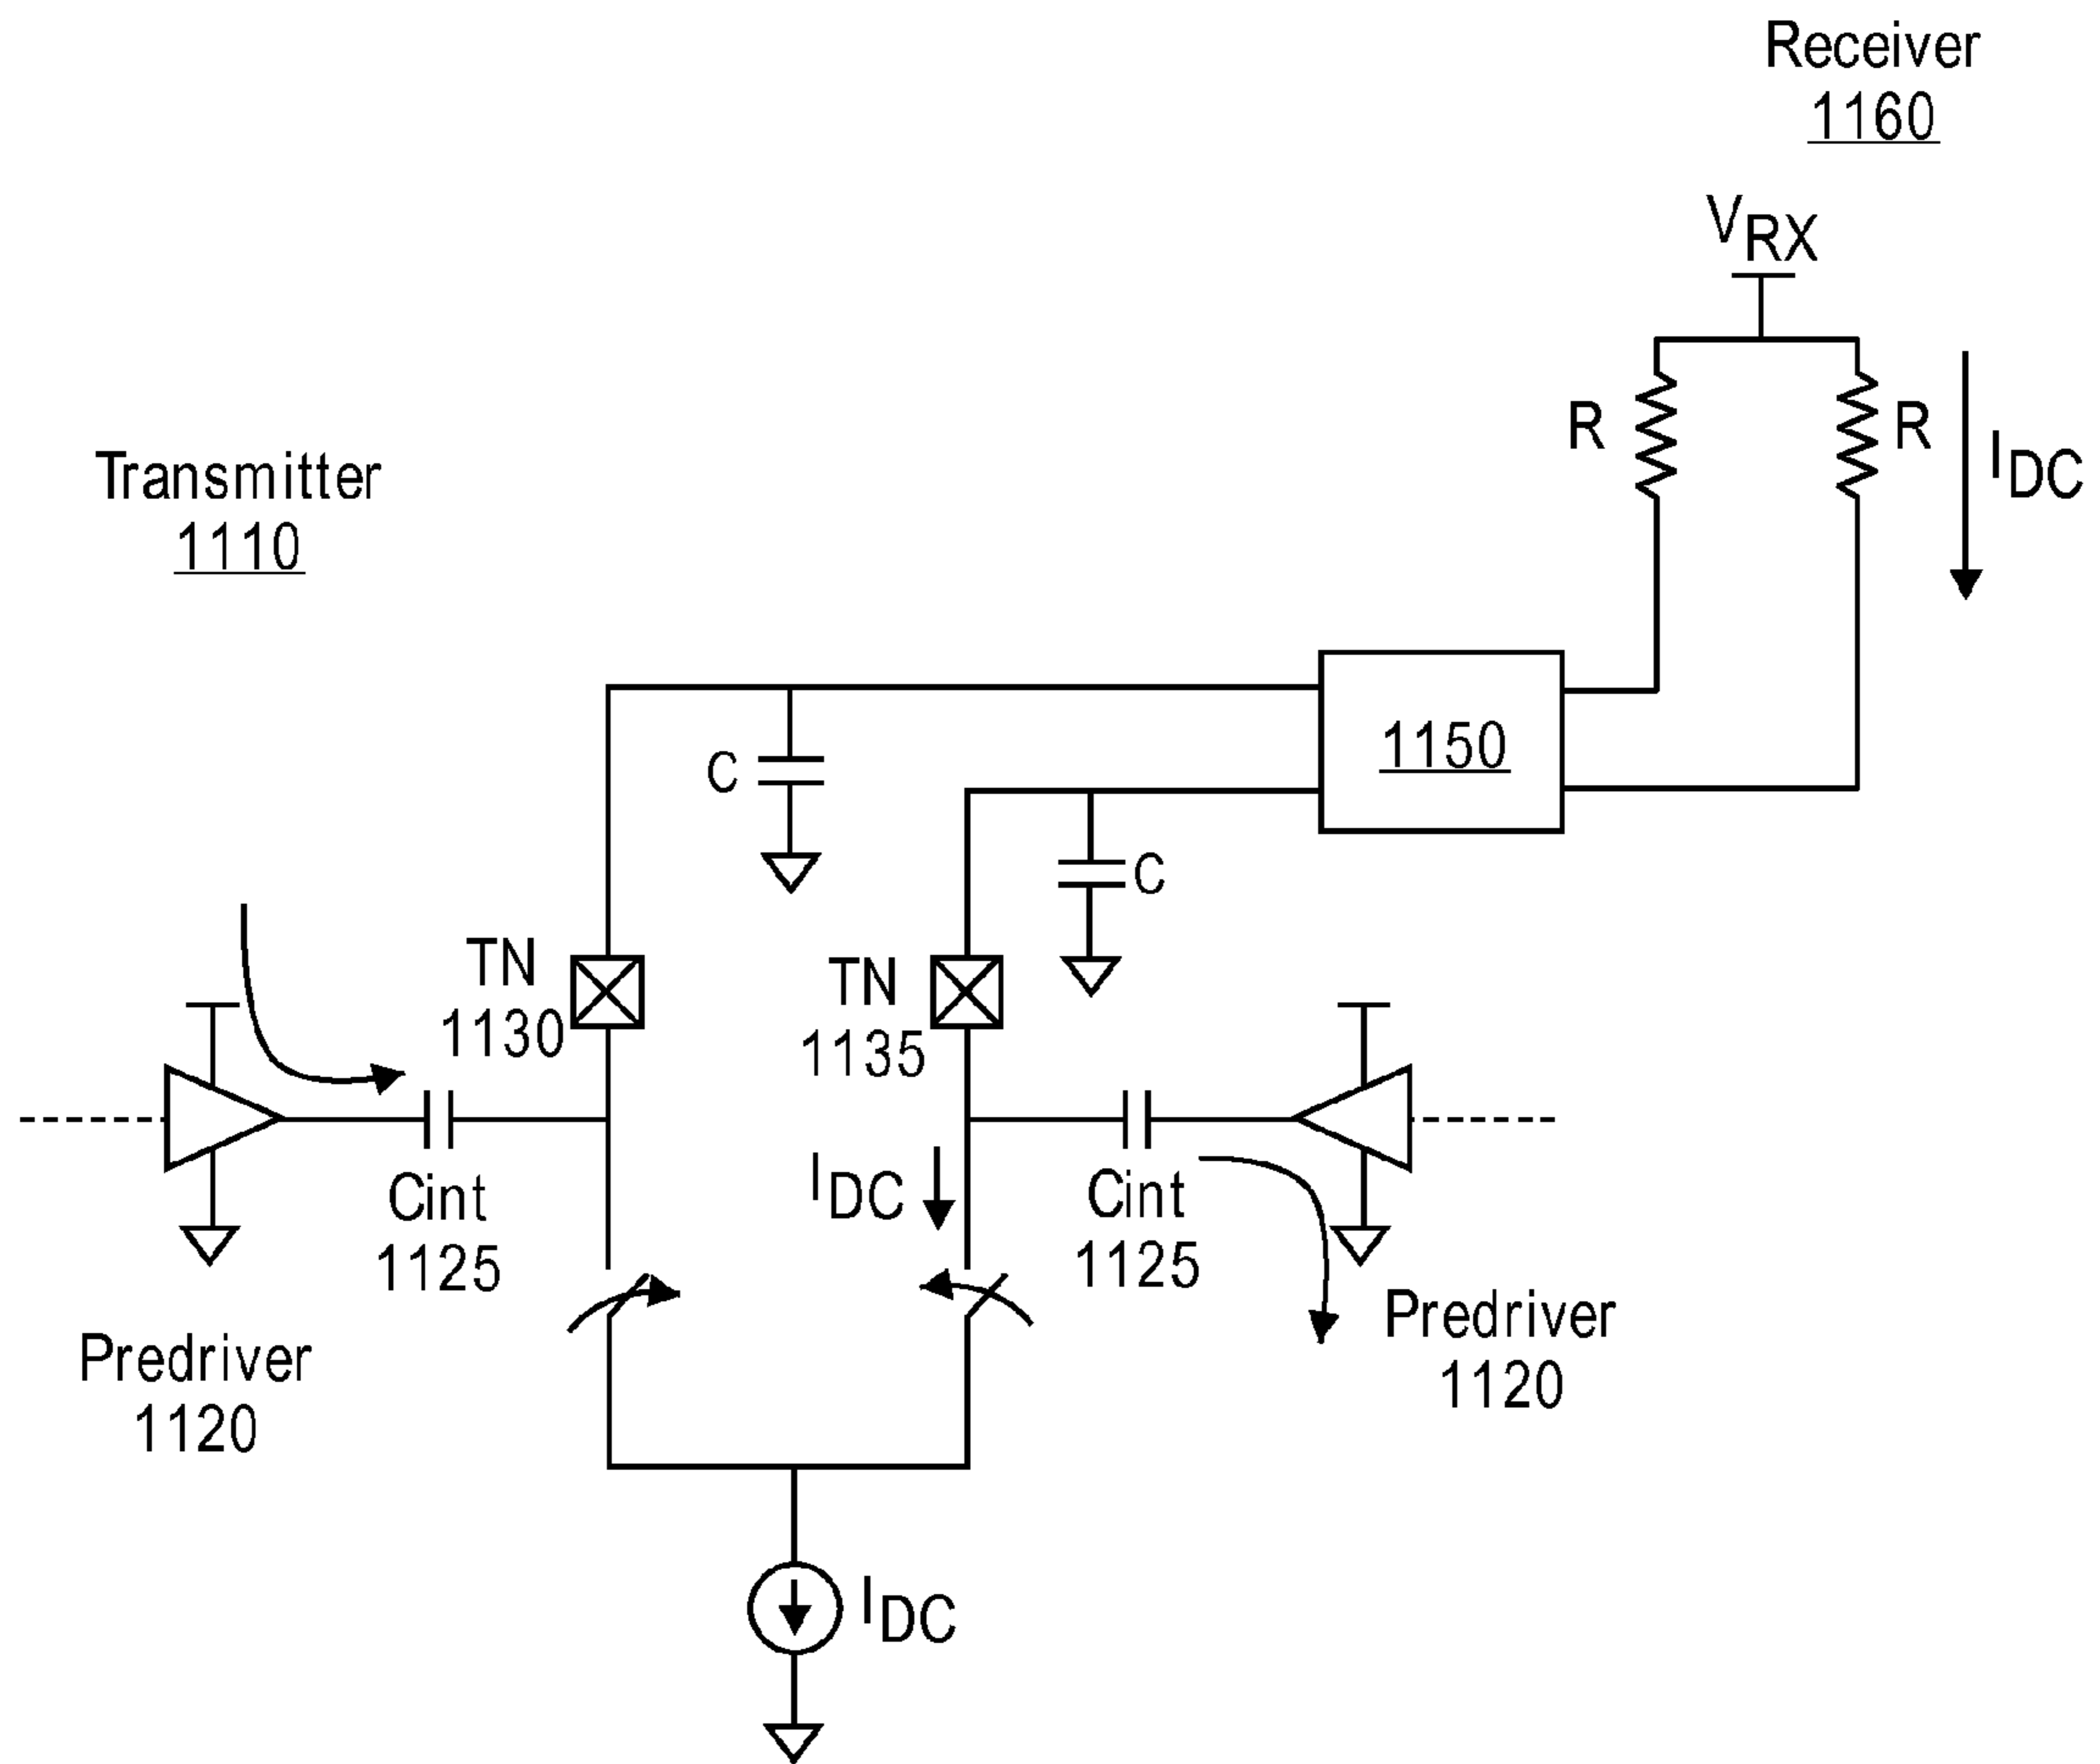 Receiver
1160
VRX
R
R
IDC
Transmitter
1110
1150
C
C
TN
1130
TN
1135
Cint
1125
IDC
Cint
1125
Predriver
1120
Predriver
1120
IDC